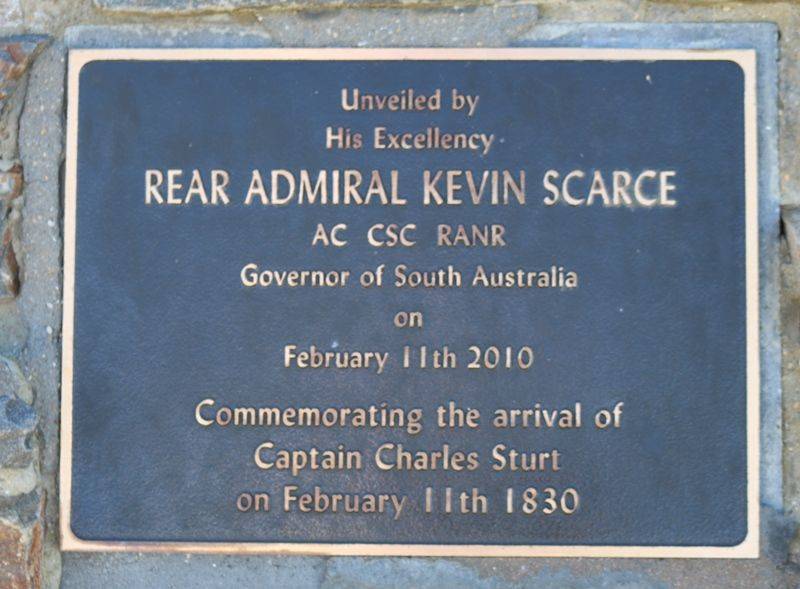 Unveiled by
His Excellency
REAR ADMIRAL KEVIN SCARCE
AC CSC RANR
Governor of South Australia
on
February 11th 2010
Commemorating the arrival of
Captain Charles Sturt
on February 11th 1830